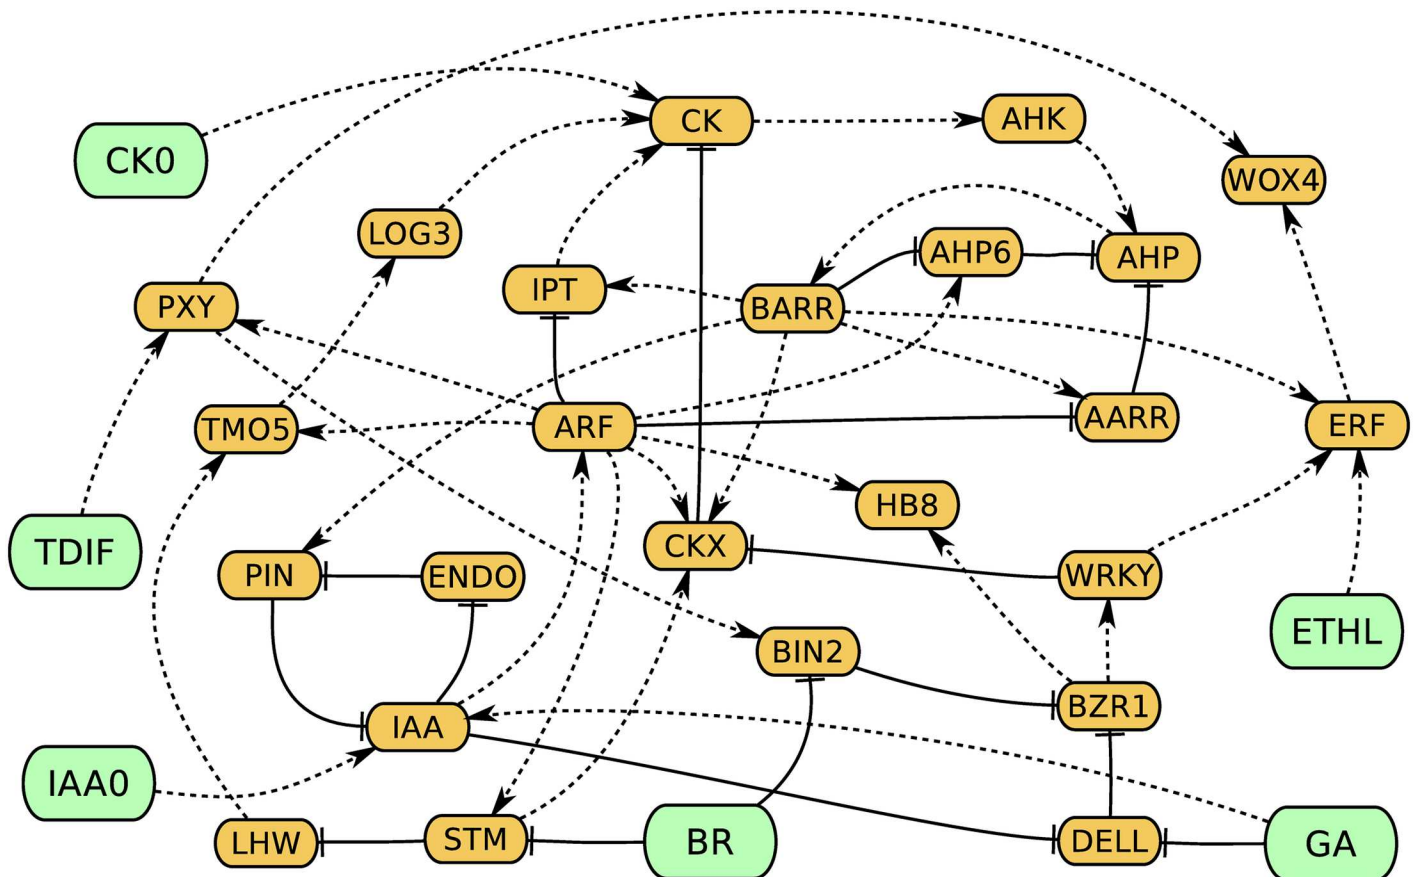 CK
AHK
CK0
WOX4
LOG3
AHP6
AHP
IPT
PXY
BARR
TMO5
ARF
AARR
ERF
HB8
TDIF
CKX
PIN
ENDO
WRKY
ETHL
BIN2
BZR1
IAA
IAA0
LHW
STM
BR
DELL
GA